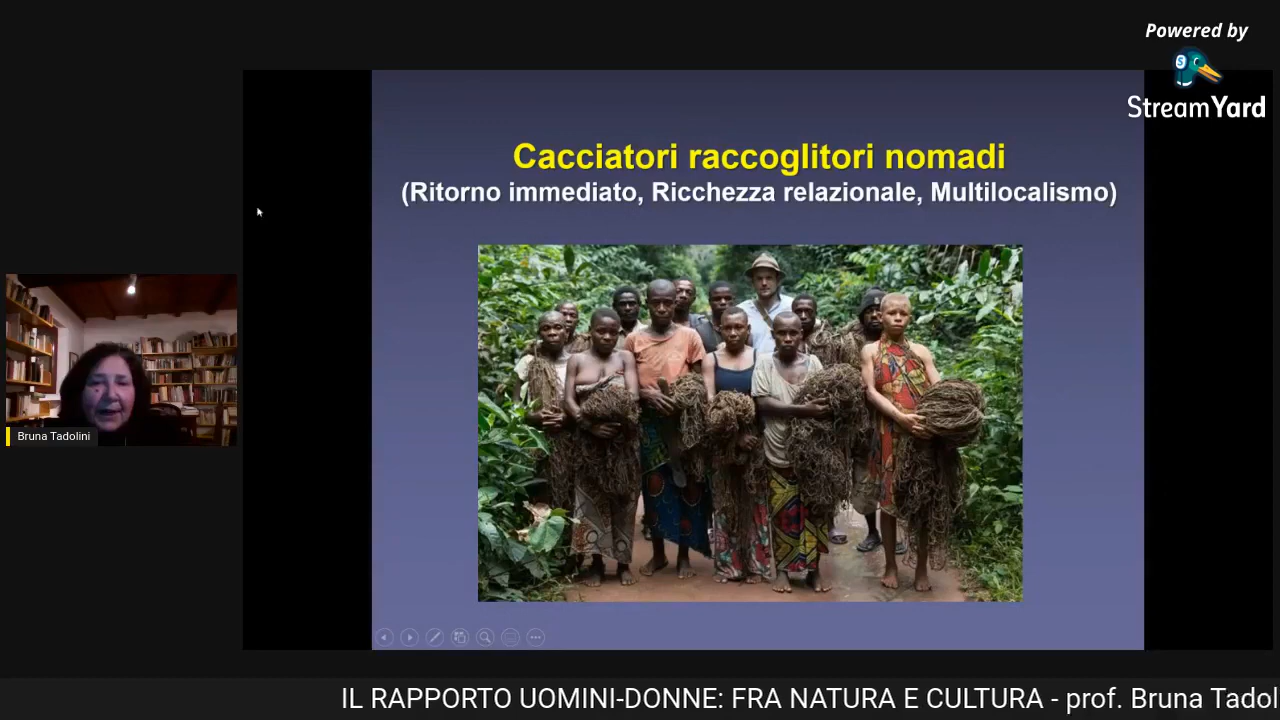 Powered by
StreamYard
Cacciatori raccoglitori nomadi
(Ritorno immediato, Ricchezza relazionale, Multilocalismo)
Bruna Tadolini
IL RAPPORTO UOMINI-DONNE: FRA NATURA E CULTURA - prof. Bruna Tadol